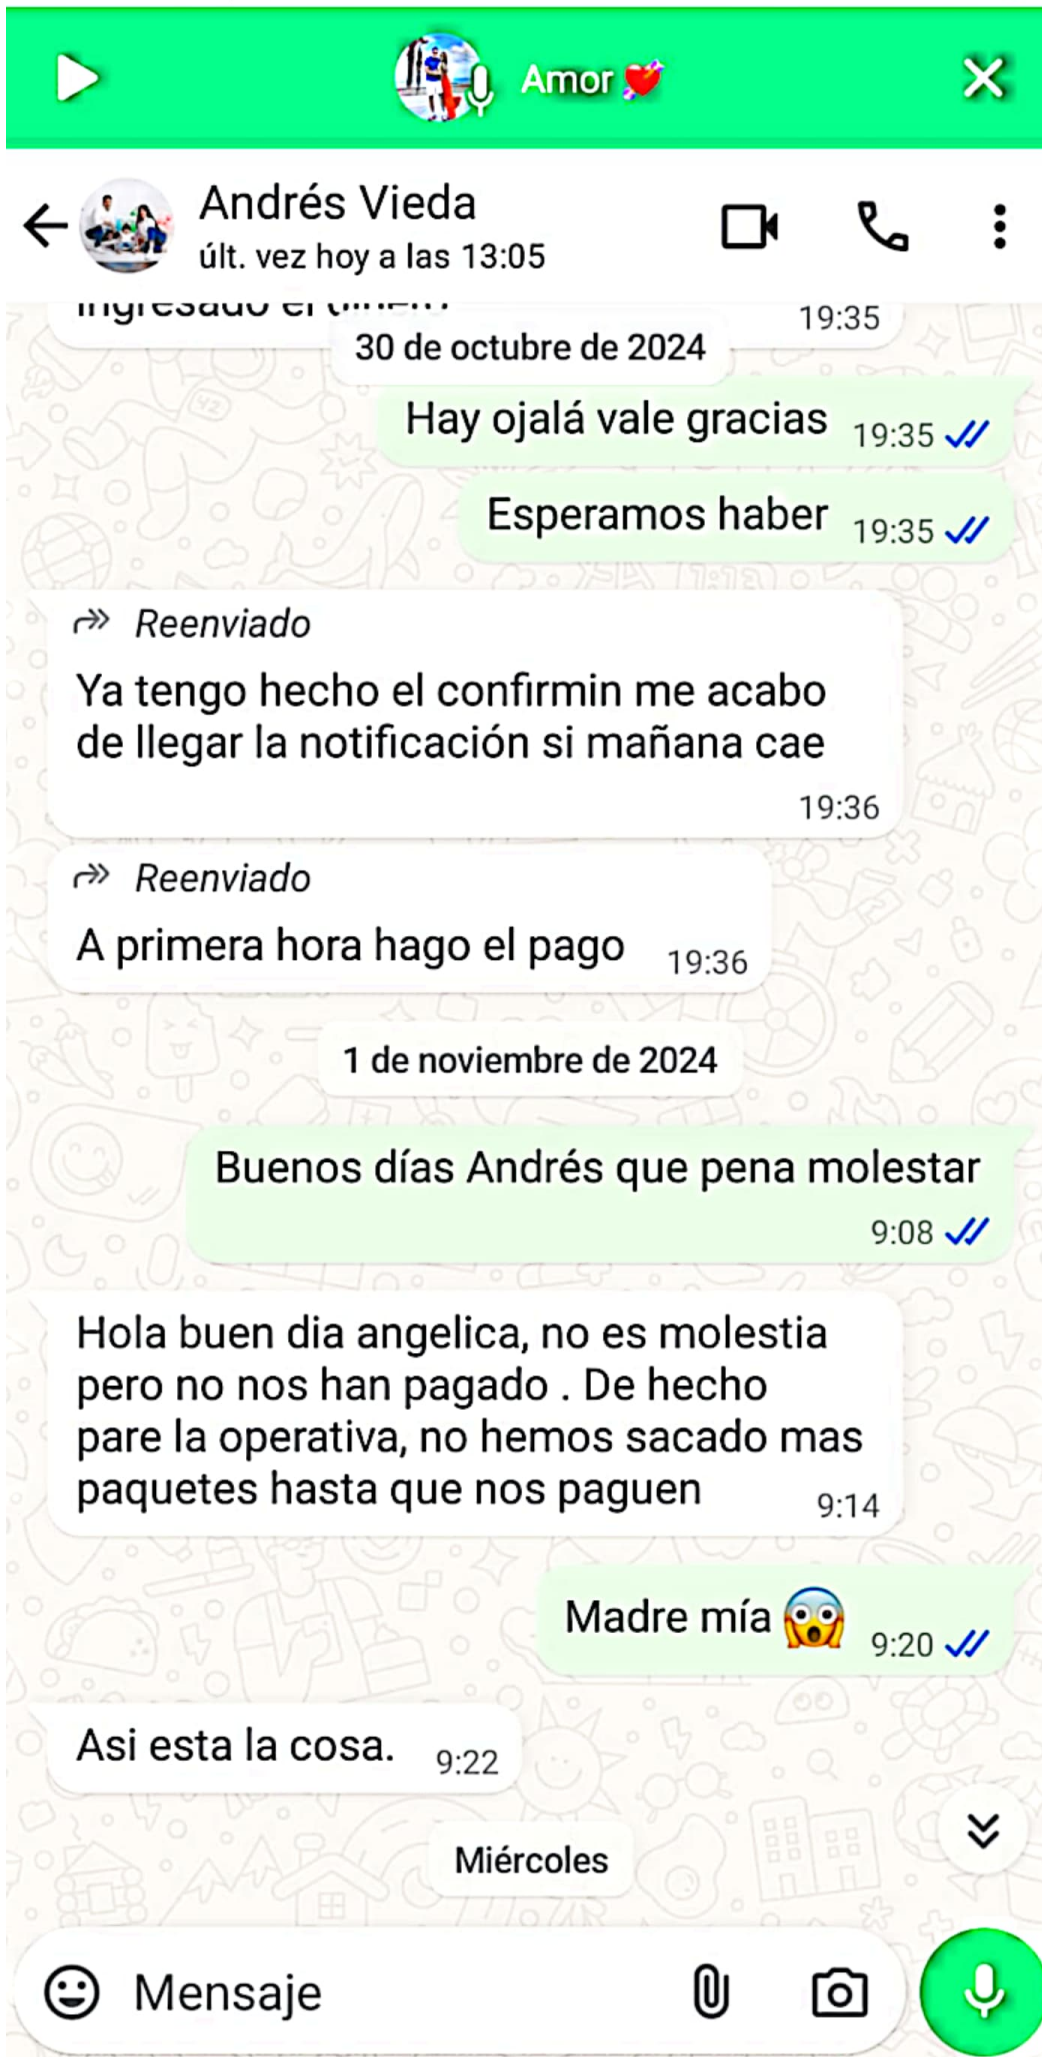 Amor
Andrés Vieda
últ. vez hoy a las 13:05
ingresado el
19:35
30 de octubre de 2024
Hay ojalá vale gracias 19:35
Esperamos haber 19:35
Reenviado
Ya tengo hecho el confirmin me acabo
de llegar la notificación si mañana cae
19:36
Reenviado
A primera hora hago el pago 19:36
1 de noviembre de 2024
Buenos días Andrés que pena molestar
9:08
Hola buen dia angelica, no es molestia
pero no nos han pagado . De hecho
pare la operativa, no hemos sacado mas
paquetes hasta que nos paguen 9:14
Madre mía 😱 9:20
Asi esta la cosa. 9:22
Miércoles
Mensaje